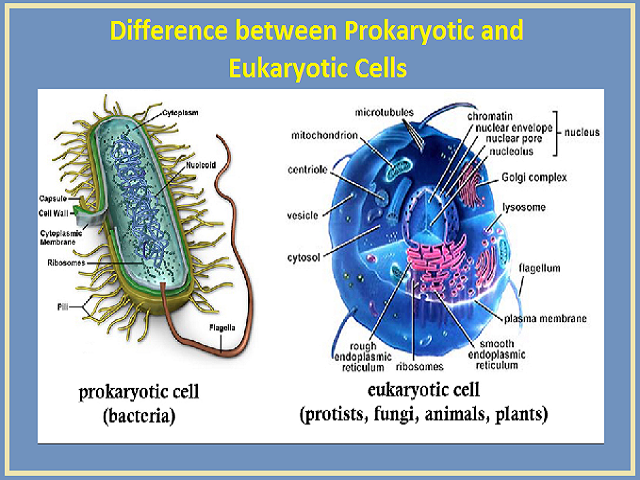 Difference between Prokaryotic and
Eukaryotic Cells
Cytoplasm
Nucleoid
Capsule
Cell Wall
Cytoplasmic
Membrane
Ribosomes
Pili
Flagella
prokaryotic cell
(bacteria)
microtubules
mitochondrion
centriole
vesicle
cytosol
chromatin
nuclear envelope
nuclear pore
nucleolus
nucleus
Golgi complex
lysosome
flagellum
plasma membrane
rough
endoplasmic
reticulum
ribosomes
smooth
endoplasmic
reticulum
eukaryotic cell
(protists, fungi, animals, plants)